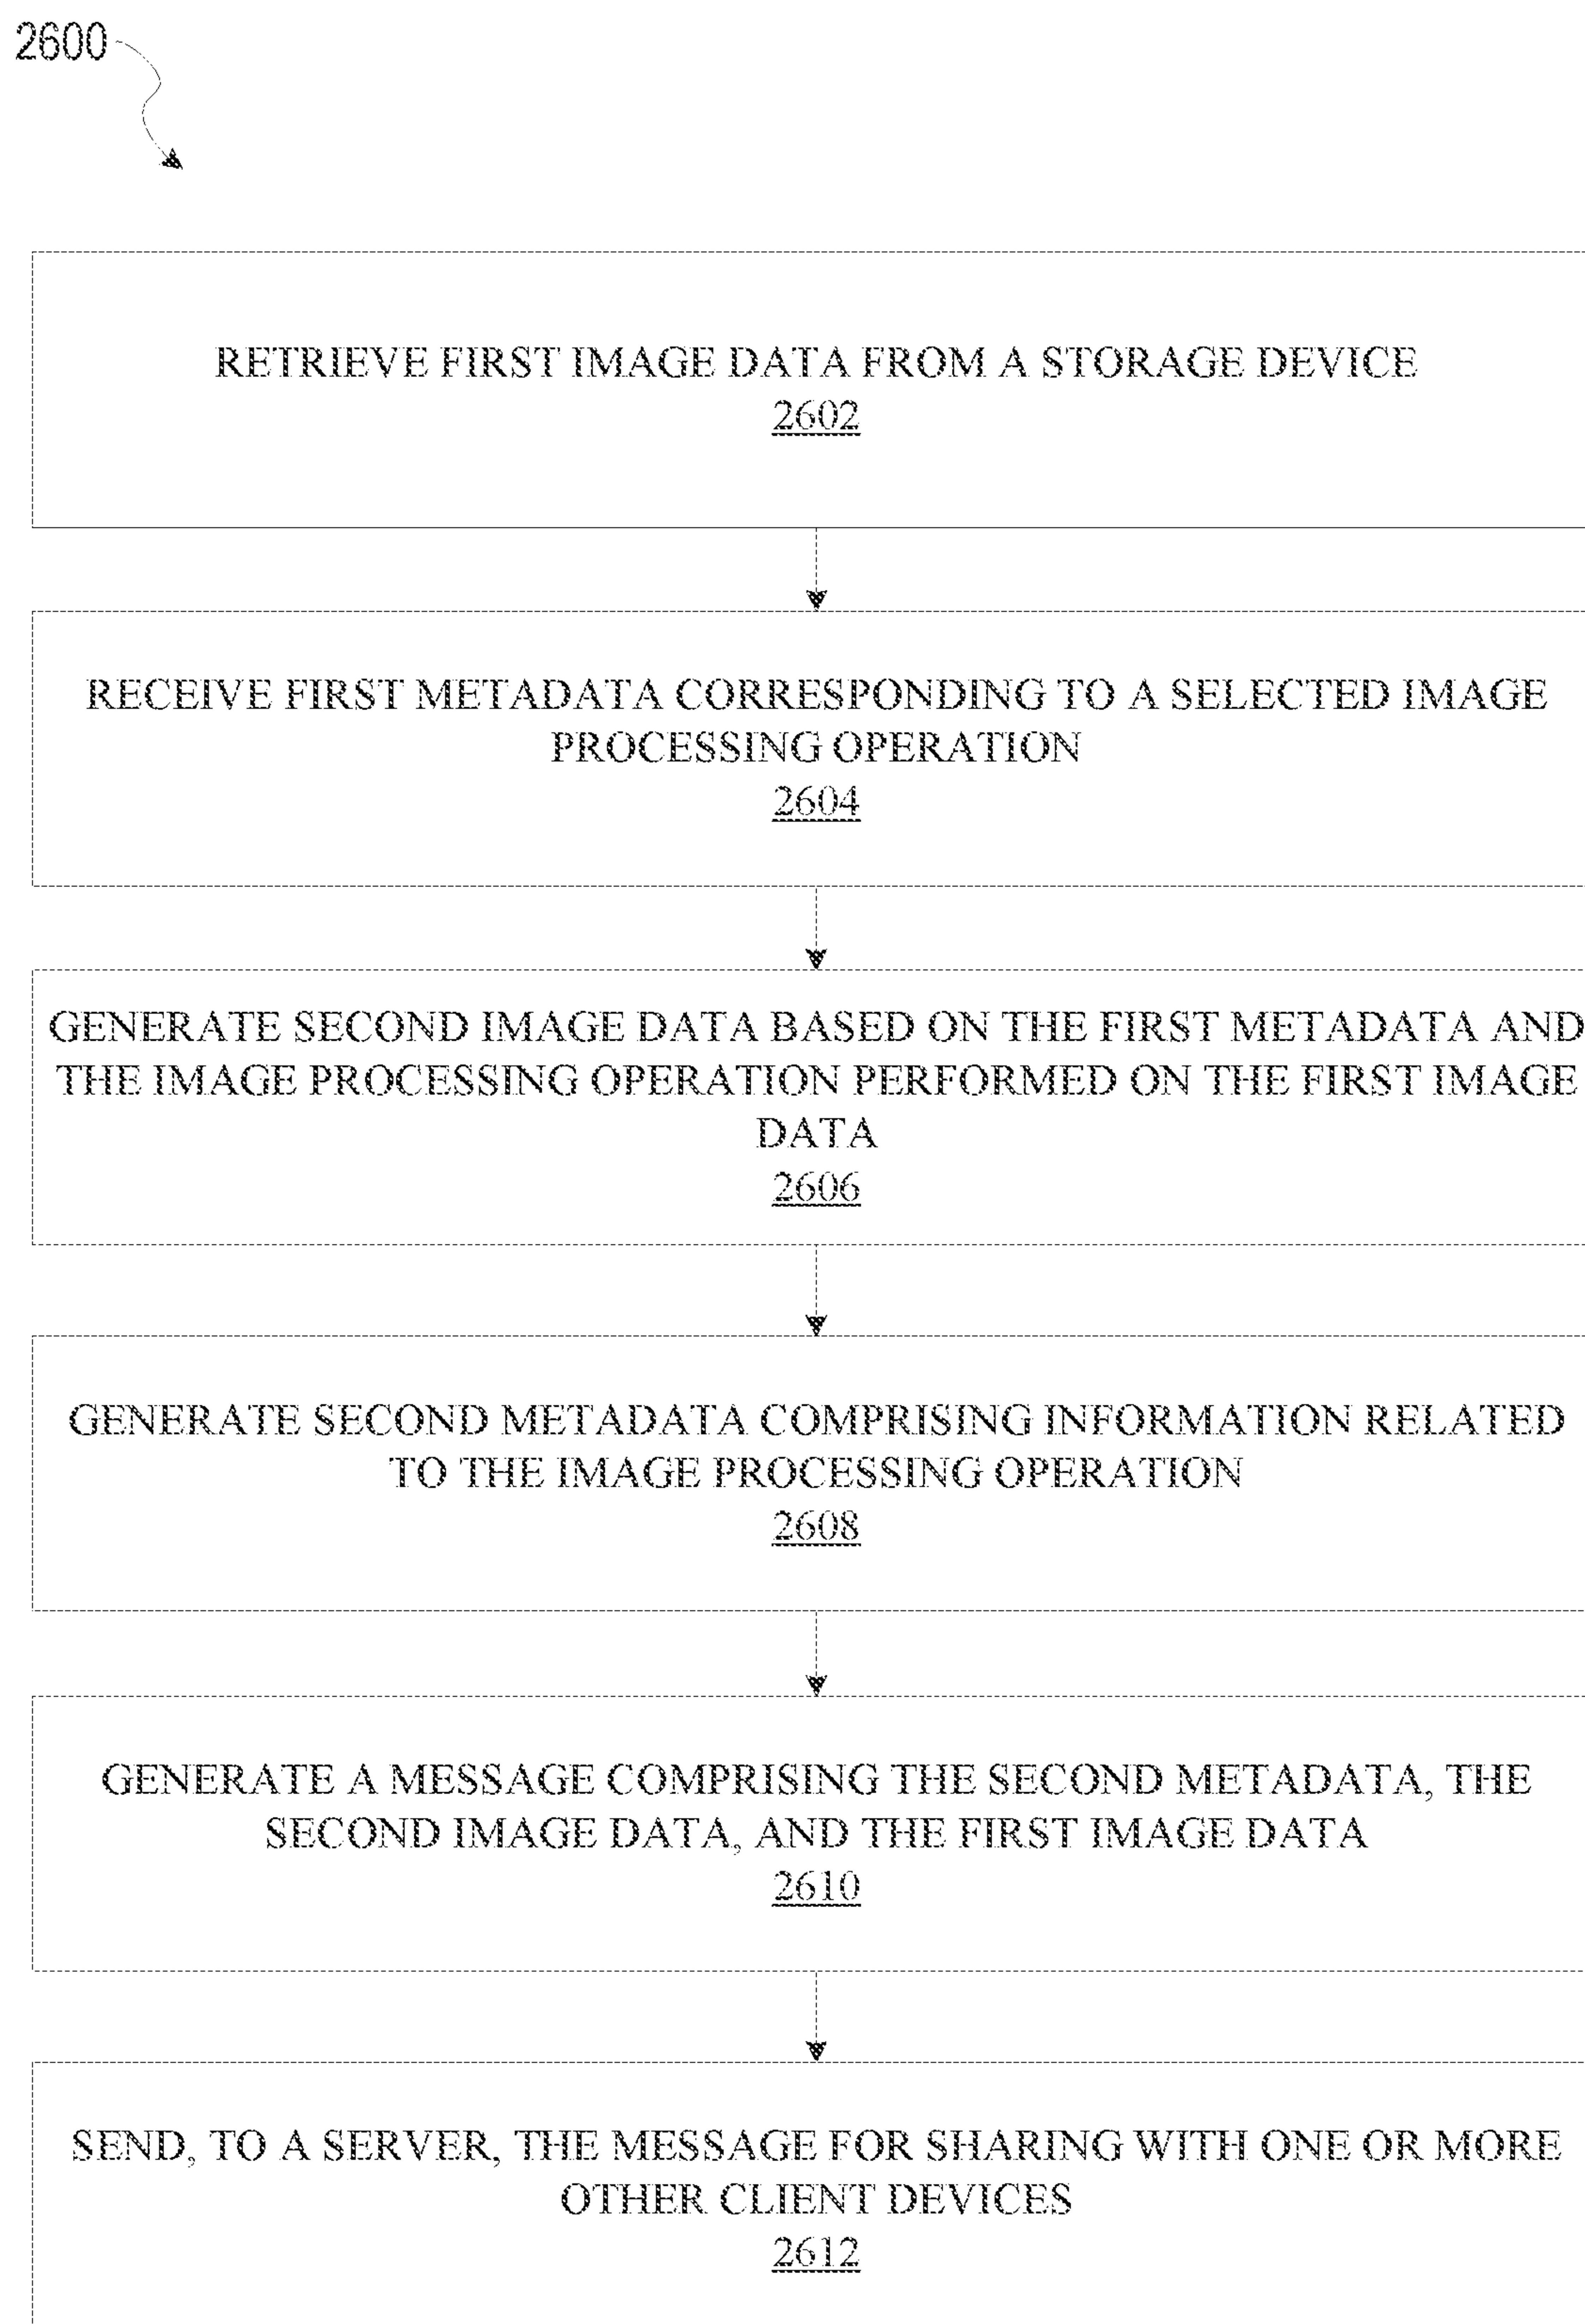 2600
RETRIEVE FIRST IMAGE DATA FROM A STORAGE DEVICE
2602
RECEIVE FIRST METADATA CORRESPONDING TO A SELECTED IMAGE
PROCESSING OPERATION
2604
GENERATE SECOND IMAGE DATA BASED ON THE FIRST METADATA AND
THE IMAGE PROCESSING OPERATION PERFORMED ON THE FIRST IMAGE
DATA
2606
GENERATE SECOND METADATA COMPRISING INFORMATION RELATED
TO THE IMAGE PROCESSING OPERATION
2608
GENERATE A MESSAGE COMPRISING THE SECOND METADATA, THE
SECOND IMAGE DATA, AND THE FIRST IMAGE DATA
2610
SEND, TO A SERVER, THE MESSAGE FOR SHARING WITH ONE OR MORE
OTHER CLIENT DEVICES
2612